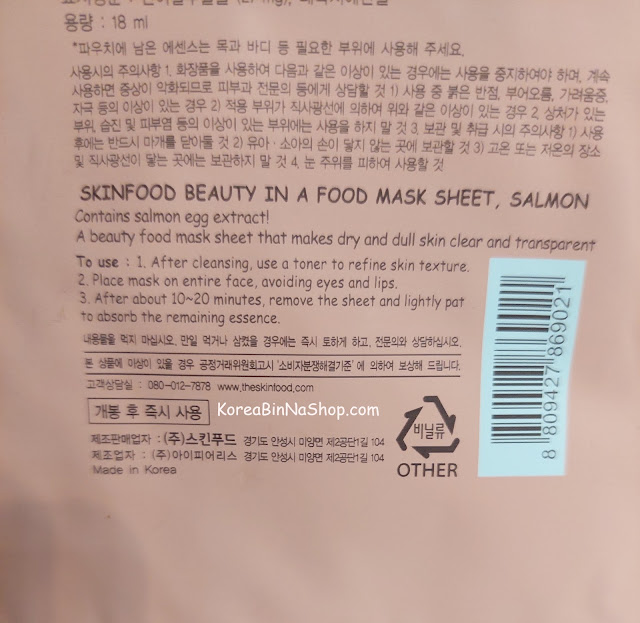 용량 : 18 ml
*파우치에 남은 에센스는 목과 바디 등 필요한 부위에 사용해 주세요.
사용시의 주의사항 1. 화장품을 사용하여 다음과 같은 이상이 있는 경우에는 사용을 중지하여야 하며, 계속
사용하면 증상이 악화되므로 피부과 전문의 등에게 상담할 것 1) 사용 중 붉은 반점, 부어오름, 가려움증,
자극 등의 이상이 있는 경우 2) 적용 부위가 직사광선에 의하여 위와 같은 이상이 있는 경우 2. 상처가 있는
부위, 습진 및 피부염 등의 이상이 있는 부위에는 사용을 하지 말 것 3. 보관 및 취급 시의 주의사항 1) 사용
후에는 반드시 마개를 닫아둘 것 2) 유아·소아의 손이 닿지 않는 곳에 보관할 것 3) 고온 또는 저온의 장소
및 직사광선이 닿는 곳에는 보관하지 말 것 4. 눈 주위를 피하여 사용할 것
SKINFOOD BEAUTY IN A FOOD MASK SHEET, SALMON
Contains salmon egg extract!
A beauty food mask sheet that makes dry and dull skin clear and transparent
To use : 1. After cleansing, use a toner to refine skin texture.
2. Place mask on entire face, avoiding eyes and lips.
3. After about 10~20 minutes, remove the sheet and lightly pat
to absorb the remaining essence.
내용물을 먹지 마십시오. 만일 먹거나 삼켰을 경우에는 즉시 토하게 하고, 전문의와 상담하십시오.
본 상품에 이상이 있을 경우 공정거래위원회고시 '소비자분쟁해결기준' 에 의하여 보상해 드립니다.
고객상담실 : 080-012-7878 www.theskinfood.com
개봉 후 즉시 사용
KoreaBinNaShop.com
제조판매업자 : (주)스킨푸드 경기도 안성시 미양면 제2공단1길 104
제조업자 : (주)아이피어리스 경기도 안성시 미양면 제2공단1길 104
Made in Korea
비닐류
OTHER
8 809427 869021